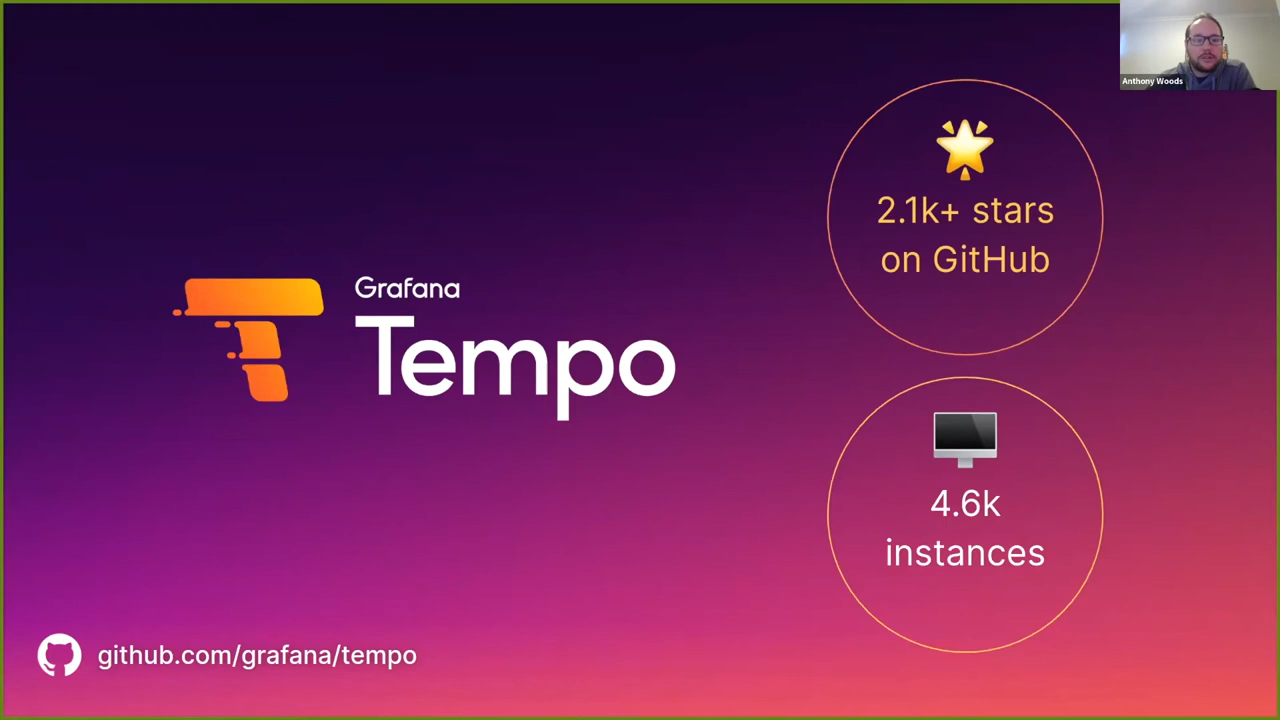 Anthony Woods
2.1k+ stars
on GitHub
Grafana
Tempo
4.6k
instances
github.com/grafana/tempo